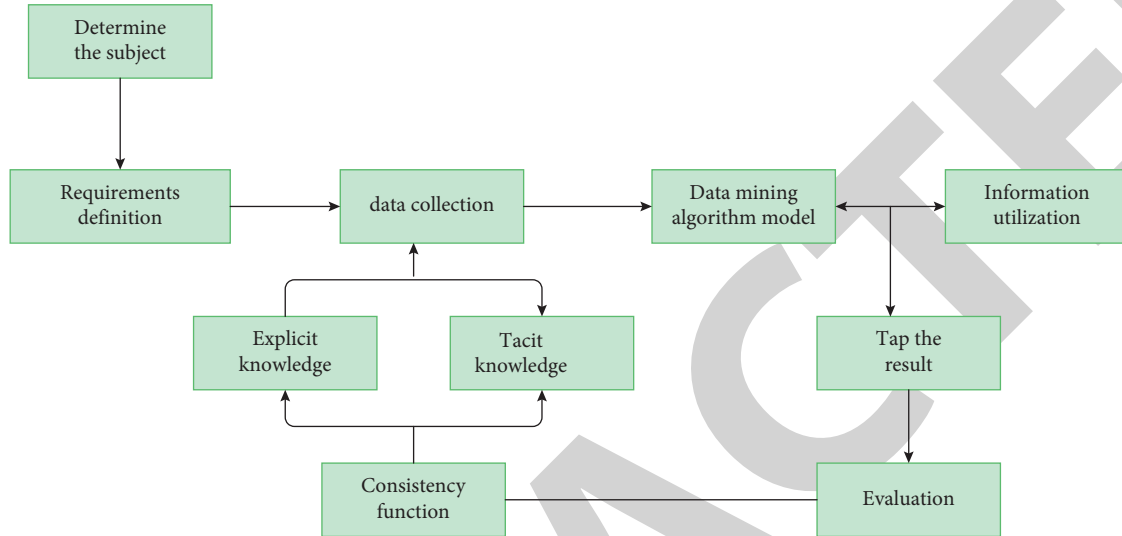 Determine
the subject
Requirements
definition
data collection
Data mining
algorithm model
Information
utilization
Explicit
knowledge
Tacit
knowledge
Tap the
result
Consistency
function
Evaluation
ACTE